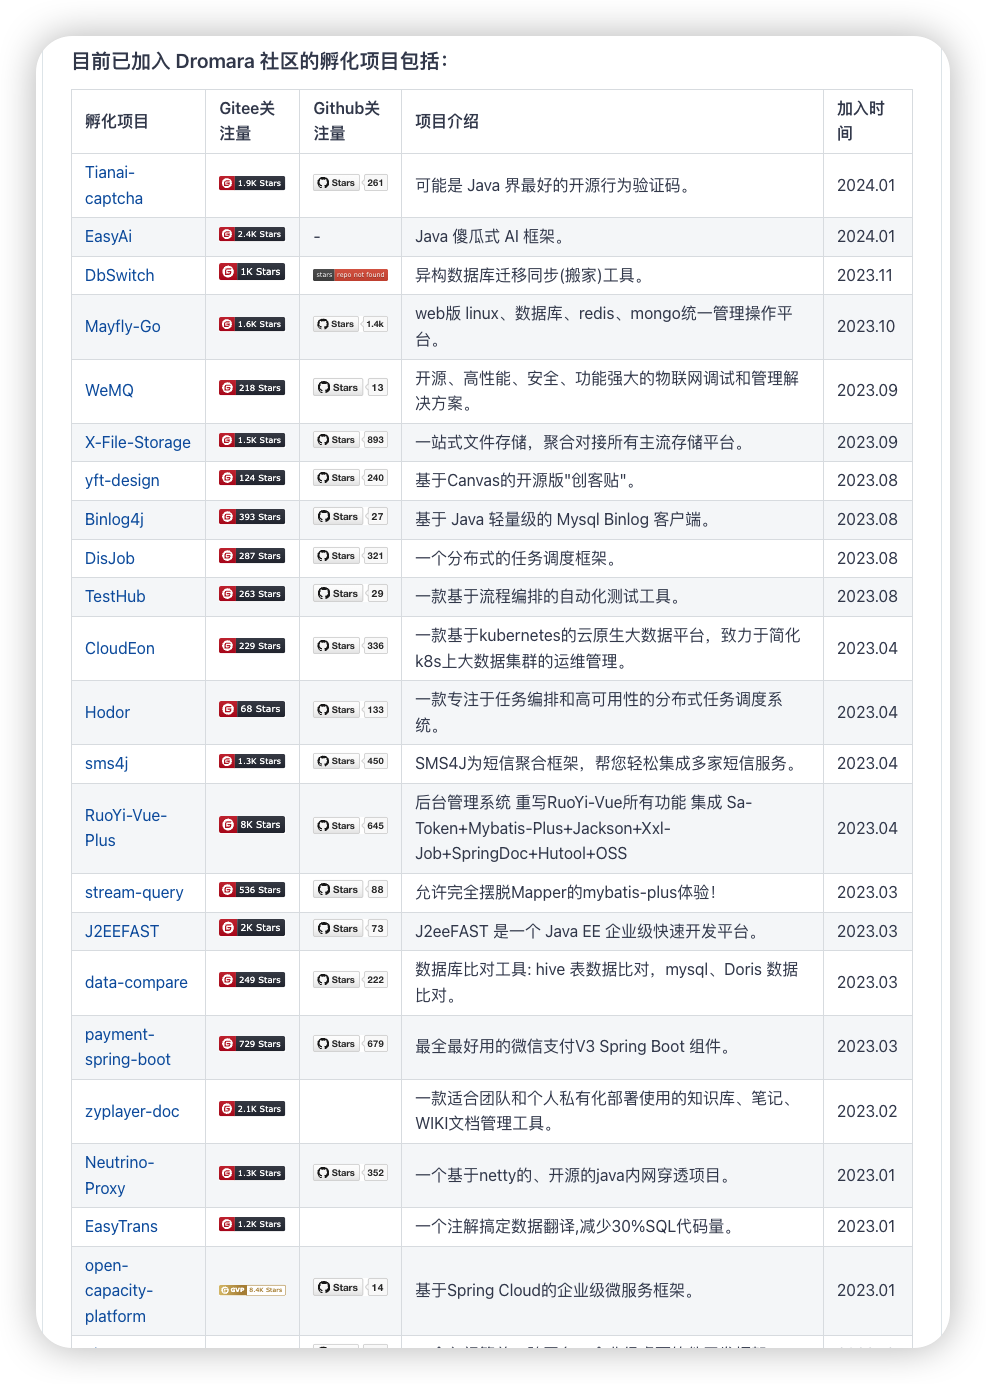 目前已加入 Dromara 社区的孵化项目包括：
孵化项目
Gitee关
注量
Github关
注量
项目介绍
加入时
间
Tianai-
captcha
1.9K Stars
Stars 261
可能是 Java 界最好的开源行为验证码。
2024.01
EasyAi
2.4K Stars
-
Java 傻瓜式 AI 框架。
2024.01
DbSwitch
1K Stars
stars repo not found
异构数据库迁移同步(搬家)工具。
2023.11
Mayfly-Go
1.6K Stars
Stars 1.4k
web版 linux、数据库、redis、mongo统一管理操作平
台。
2023.10
WeMQ
218 Stars
Stars 13
开源、高性能、安全、功能强大的物联网调试和管理解
决方案。
2023.09
X-File-Storage
1.5K Stars
Stars 893
一站式文件存储，聚合对接所有主流存储平台。
2023.09
yft-design
124 Stars
Stars 240
基于Canvas的开源版"创客贴"。
2023.08
Binlog4j
393 Stars
Stars 27
基于 Java 轻量级的 Mysql Binlog 客户端。
2023.08
DisJob
287 Stars
Stars 321
一个分布式的任务调度框架。
2023.08
TestHub
263 Stars
Stars 29
一款基于流程编排的自动化测试工具。
2023.08
CloudEon
229 Stars
Stars 336
一款基于kubernetes的云原生大数据平台，致力于简化
k8s上大数据集群的运维管理。
2023.04
Hodor
68 Stars
Stars 133
一款专注于任务编排和高可用性的分布式任务调度系
统。
2023.04
sms4j
1.3K Stars
Stars 450
SMS4J为短信聚合框架，帮您轻松集成多家短信服务。
2023.04
RuoYi-Vue-
Plus
8K Stars
Stars 645
后台管理系统 重写RuoYi-Vue所有功能 集成 Sa-
Token+Mybatis-Plus+Jackson+Xxl-
Job+SpringDoc+Hutool+OSS
2023.04
stream-query
536 Stars
Stars 88
允许完全摆脱Mapper的mybatis-plus体验！
2023.03
J2EEFAST
2K Stars
Stars 73
J2eeFAST 是一个 Java EE 企业级快速开发平台。
2023.03
data-compare
249 Stars
Stars 222
数据库比对工具: hive 表数据比对，mysql、Doris 数据
比对。
2023.03
payment-
spring-boot
729 Stars
Stars 679
最全最好用的微信支付V3 Spring Boot 组件。
2023.03
zyplayer-doc
2.1K Stars
一款适合团队和个人私有化部署使用的知识库、笔记、
WIKI文档管理工具。
2023.02
Neutrino-
Proxy
1.3K Stars
Stars 352
一个基于netty的、开源的java内网穿透项目。
2023.01
EasyTrans
1.2K Stars
一个注解搞定数据翻译,减少30%SQL代码量。
2023.01
open-
capacity-
platform
GVP 8.4K Stars
Stars 14
基于Spring Cloud的企业级微服务框架。
2023.01